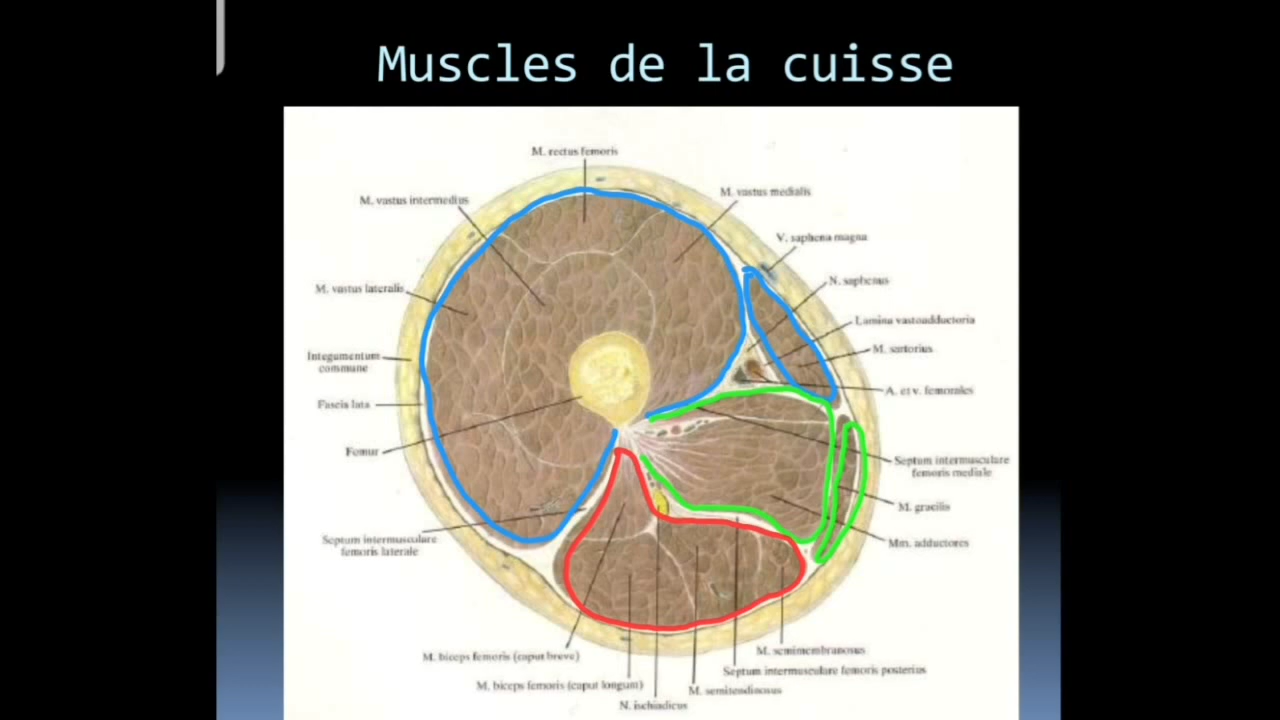 Muscles de la cuisse
M. rectus femoris
M. vastus intermedius
M. vastus medialis
V. saphena magna
M. vastus lateralis
N. saphenus
Lamina vastoadductoria
M. sartorius
Integumentum
commune
A. et v. femorales
Fascia lata
Femur
Septum intermusculare
femoris mediale
M. gracilis
Septum intermusculare
femoris laterale
Mm. adductores
M. biceps femoris (caput breve)
M. semimembranosus
Septum intermusculare femoris posterius
M. biceps femoris (caput longum)
M. semitendinosus
N. ischiadicus